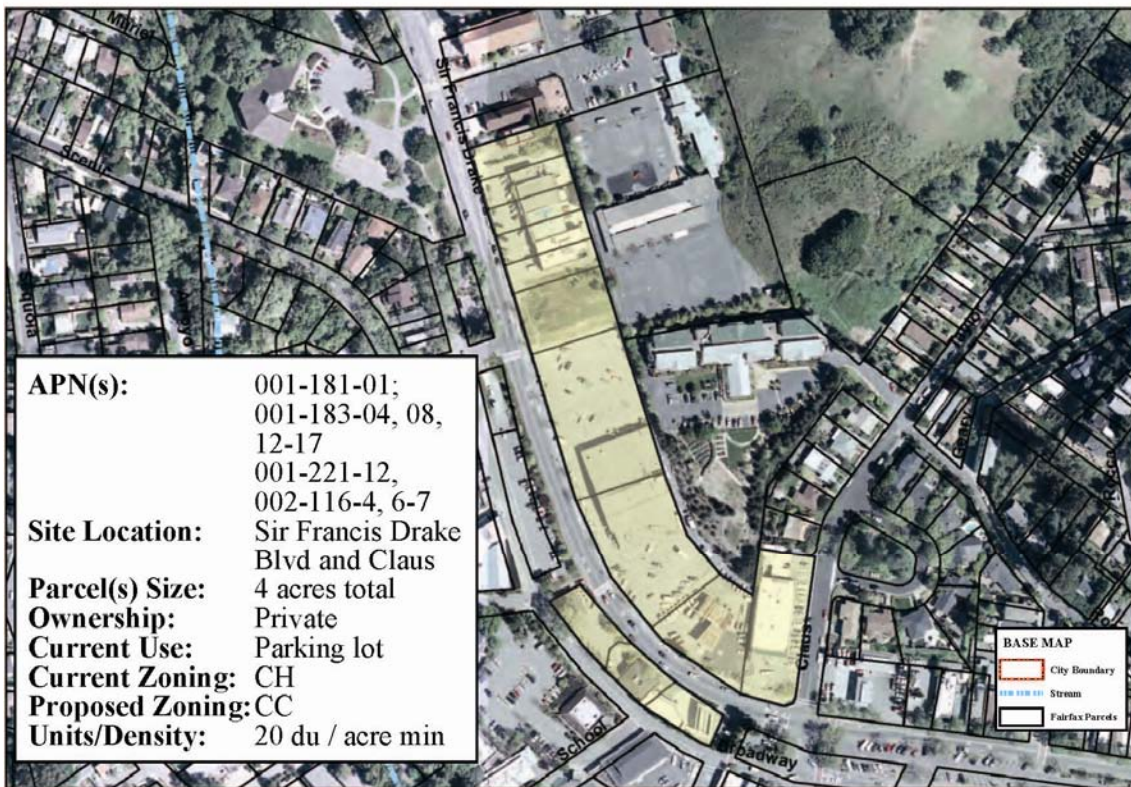 Sir Francis Drake
Scenic
Sequoia
APN(s): 001-181-01;
001-183-04, 08,
12-17
001-221-12,
002-116-4, 6-7
Site Location: Sir Francis Drake
Blvd and Claus
Parcel(s) Size: 4 acres total
Ownership: Private
Current Use: Parking lot
Current Zoning: CH
Proposed Zoning: CC
Units/Density: 20 du / acre min
Claus
School
Broadway
BASE MAP
City Boundary
Stream
Fairfax Parcels